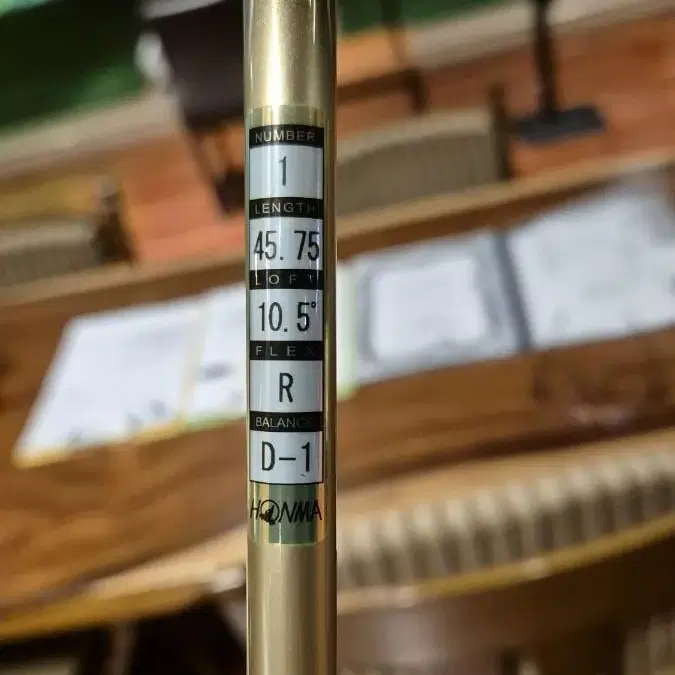 NUMBER
1
LENGTH
45.75
LOFT
10.5°
FLEX
R
BALANCE
D-1
HONMA